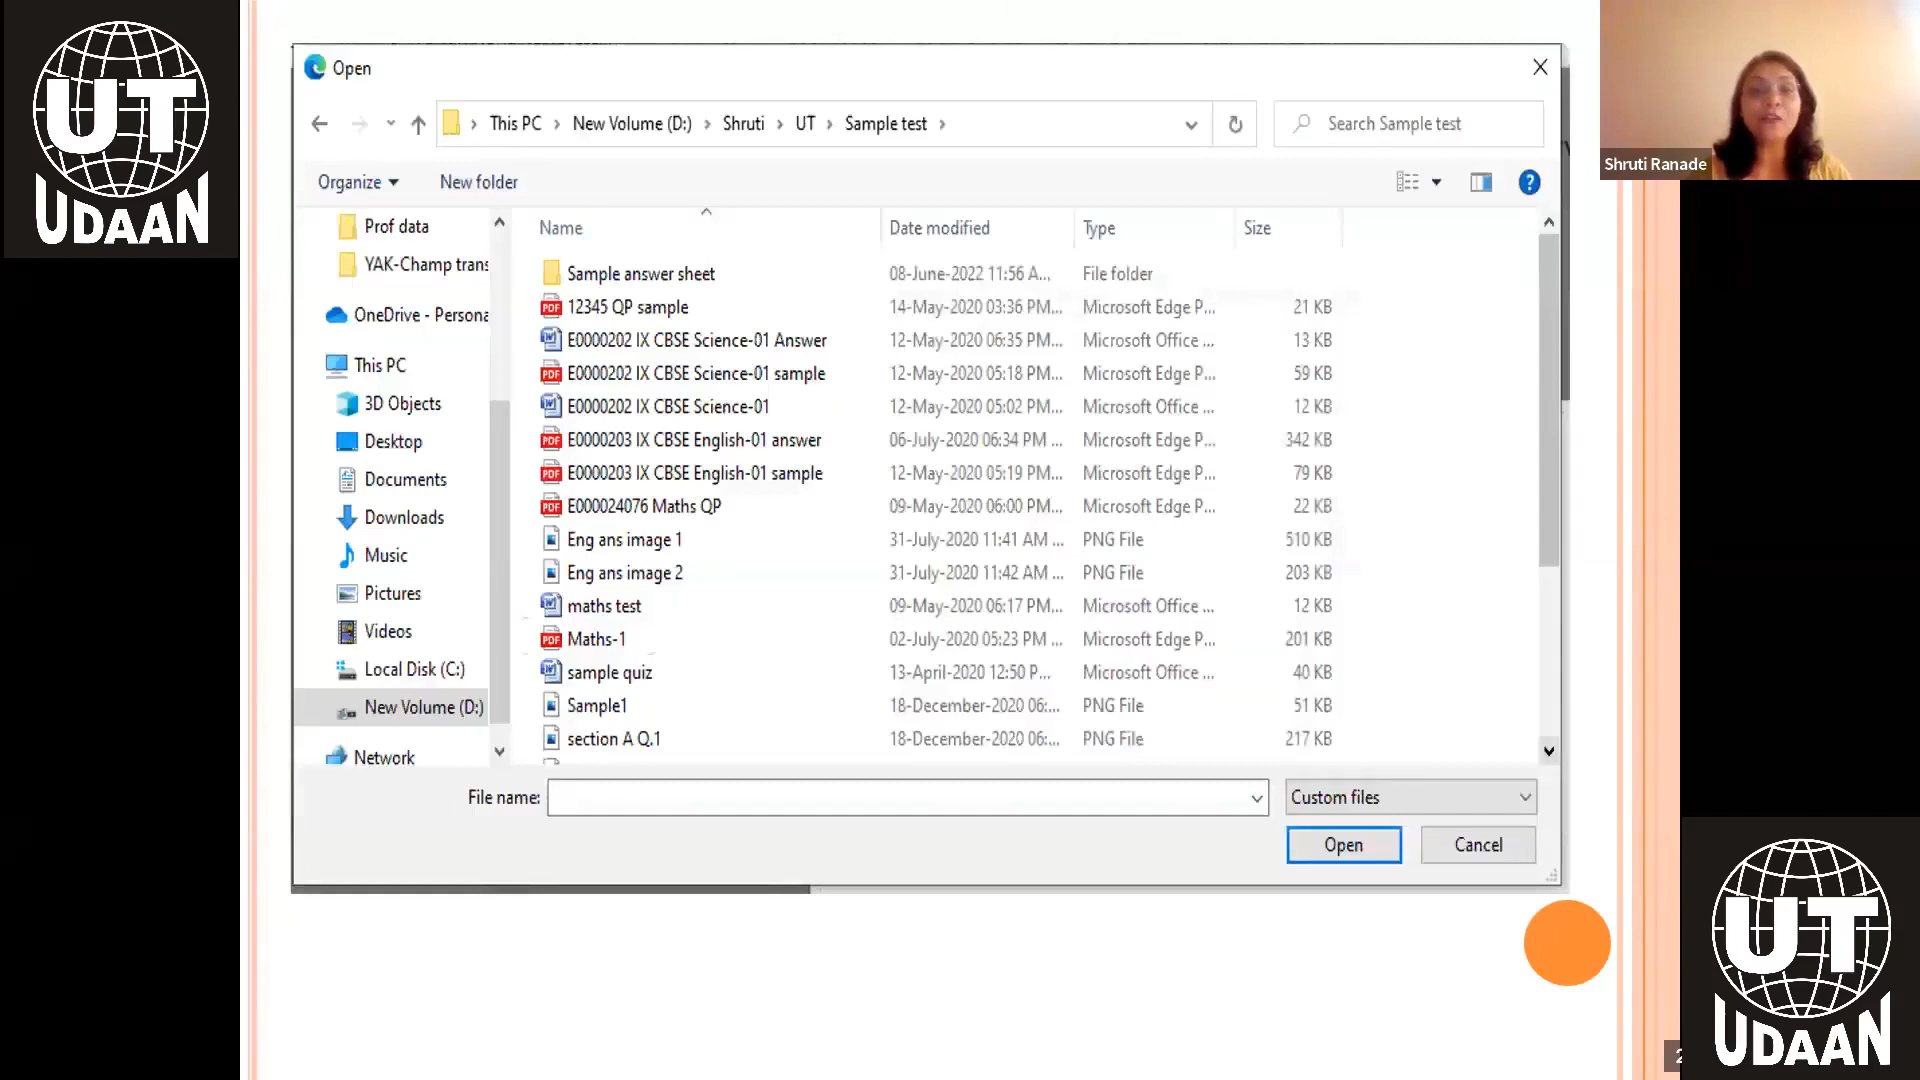 UT
UDAAN
Open
This PC New Volume (D:) Shruti UT Sample test
Search Sample test
Shruti Ranade
Organize New folder
Prof data
YAK-Champ trans
OneDrive - Persona
This PC
3D Objects
Desktop
Documents
Downloads
Music
Pictures
Videos
Local Disk (C:)
New Volume (D:)
Network
Name Date modified Type Size
Sample answer sheet 08-June-2022 11:56 A... File folder
PDF 12345 QP sample 14-May-2020 03:36 PM... Microsoft Edge P... 21 KB
E0000202 IX CBSE Science-01 Answer 12-May-2020 06:35 PM... Microsoft Office ... 13 KB
PDF E0000202 IX CBSE Science-01 sample 12-May-2020 05:18 PM... Microsoft Edge P... 59 KB
E0000202 IX CBSE Science-01 12-May-2020 05:02 PM... Microsoft Office ... 12 KB
PDF E0000203 IX CBSE English-01 answer 06-July-2020 06:34 PM ... Microsoft Edge P... 342 KB
PDF E0000203 IX CBSE English-01 sample 12-May-2020 05:19 PM... Microsoft Edge P... 79 KB
PDF E000024076 Maths QP 09-May-2020 06:00 PM... Microsoft Edge P... 22 KB
Eng ans image 1 31-July-2020 11:41 AM ... PNG File 510 KB
Eng ans image 2 31-July-2020 11:42 AM ... PNG File 203 KB
maths test 09-May-2020 06:17 PM... Microsoft Office ... 12 KB
PDF Maths-1 02-July-2020 05:23 PM ... Microsoft Edge P... 201 KB
sample quiz 13-April-2020 12:50 P... Microsoft Office ... 40 KB
Sample1 18-December-2020 06:... PNG File 51 KB
section A Q.1 18-December-2020 06:... PNG File 217 KB
File name: Custom files
Open Cancel
UT
UDAAN